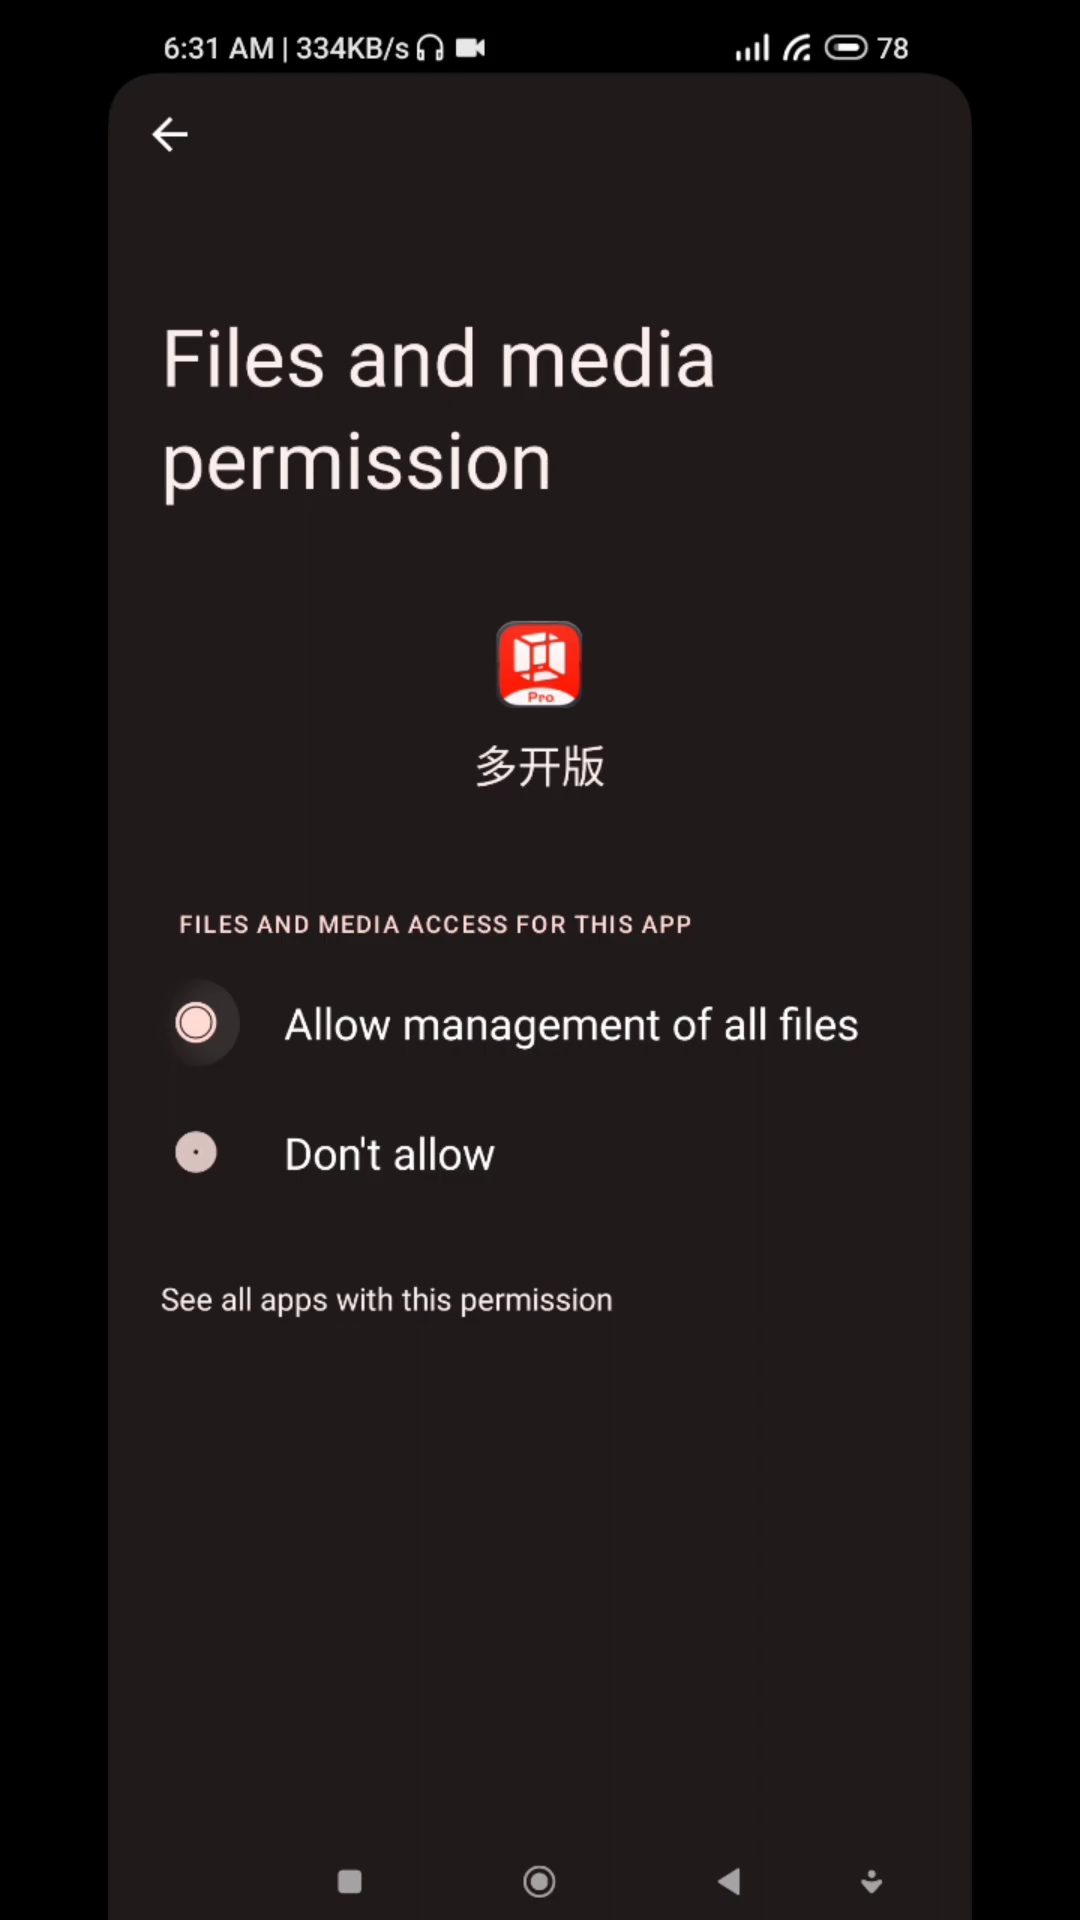 6:31 AM | 334KB/s 78
Files and media
permission
Pro
多开版
FILES AND MEDIA ACCESS FOR THIS APP
Allow management of all files
Don't allow
See all apps with this permission